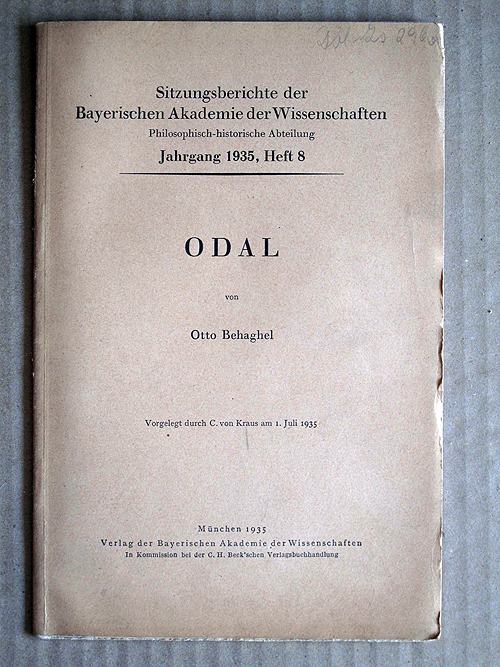 Sitzungsberichte der
Bayerischen Akademie der Wissenschaften
Philosophisch-historische Abteilung
Jahrgang 1935, Heft 8
ODAL
von
Otto Behaghel
Vorgelegt durch C. von Kraus am 1. Juli 1935
München 1935
Verlag der Bayerischen Akademie der Wissenschaften
In Kommission bei der C. H. Beck'schen Verlagsbuchhandlung